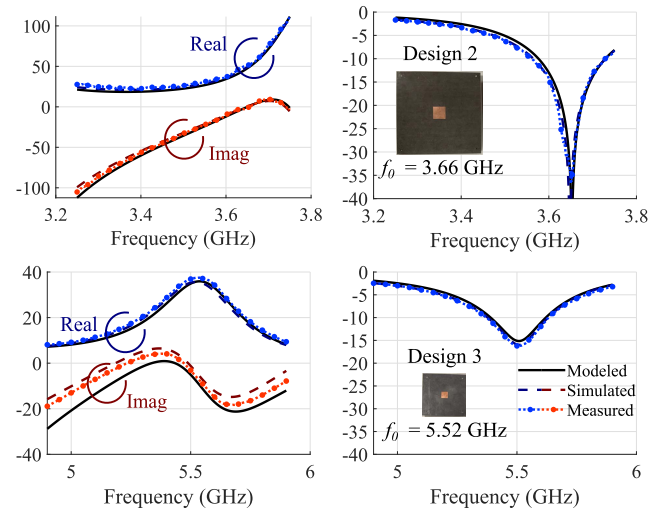 100
50
0
-50
-100
3.2
3.4
3.6
3.8
Frequency (GHz)
Real
Imag
0
-5
-10
-15
-20
-25
-30
-35
-40
3.2
3.4
3.6
3.8
Frequency (GHz)
Design 2
f0 = 3.66 GHz
40
20
0
-20
-40
5
5.5
6
Frequency (GHz)
Real
Imag
0
-5
-10
-15
-20
-25
-30
-35
-40
5
5.5
6
Frequency (GHz)
Design 3
f0 = 5.52 GHz
Modeled
Simulated
Measured